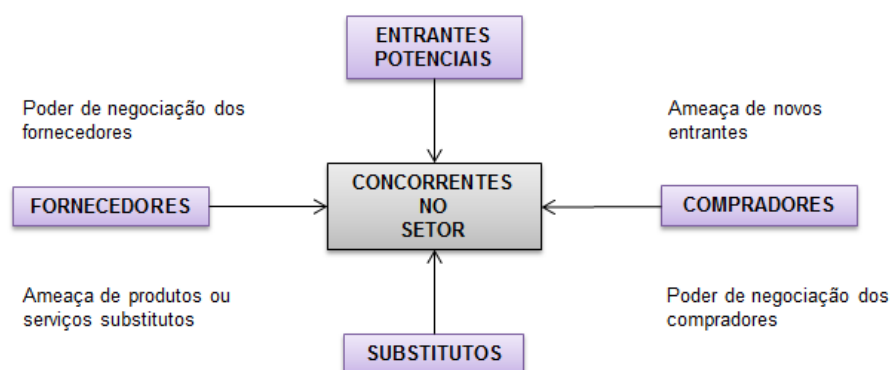 ENTRANTES
POTENCIAIS
Poder de negociação dos
fornecedores
Ameaça de novos
entrantes
FORNECEDORES
CONCORRENTES
NO
SETOR
COMPRADORES
Ameaça de produtos ou
serviços substitutos
Poder de negociação dos
compradores
SUBSTITUTOS